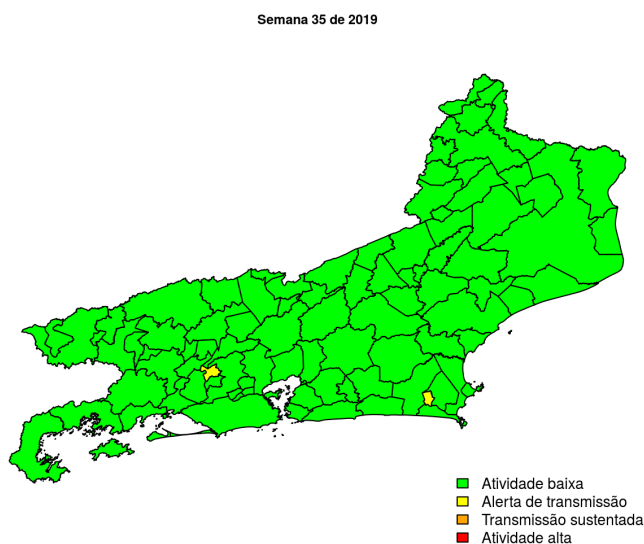 Semana 35 de 2019
Atividade baixa
Alerta de transmissão
Transmissão sustentada
Atividade alta